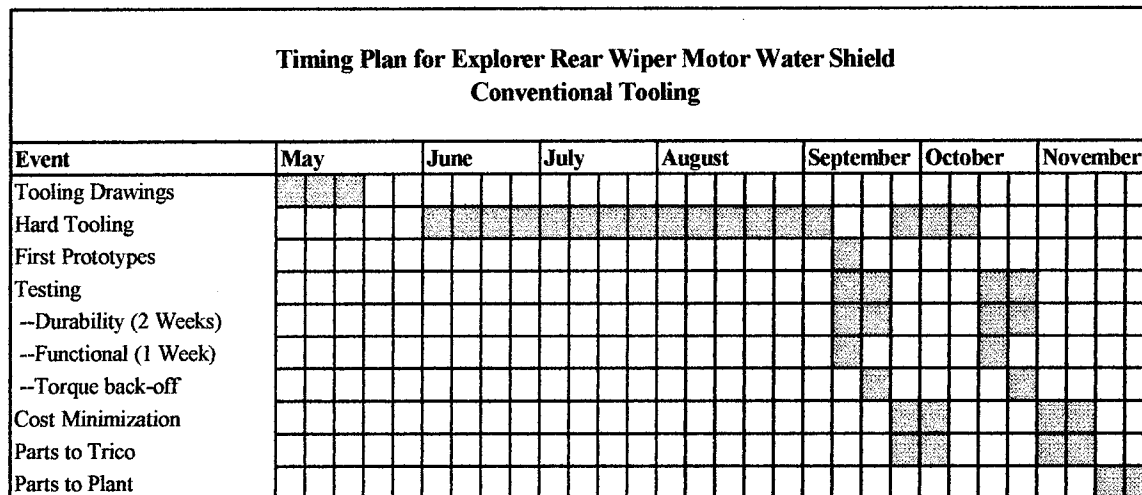 Timing Plan for Explorer Rear Wiper Motor Water Shield
Conventional Tooling
Event May June July August September October November
Tooling Drawings
Hard Tooling
First Prototypes
Testing
--Durability (2 Weeks)
--Functional (1 Week)
--Torque back-off
Cost Minimization
Parts to Trico
Parts to Plant